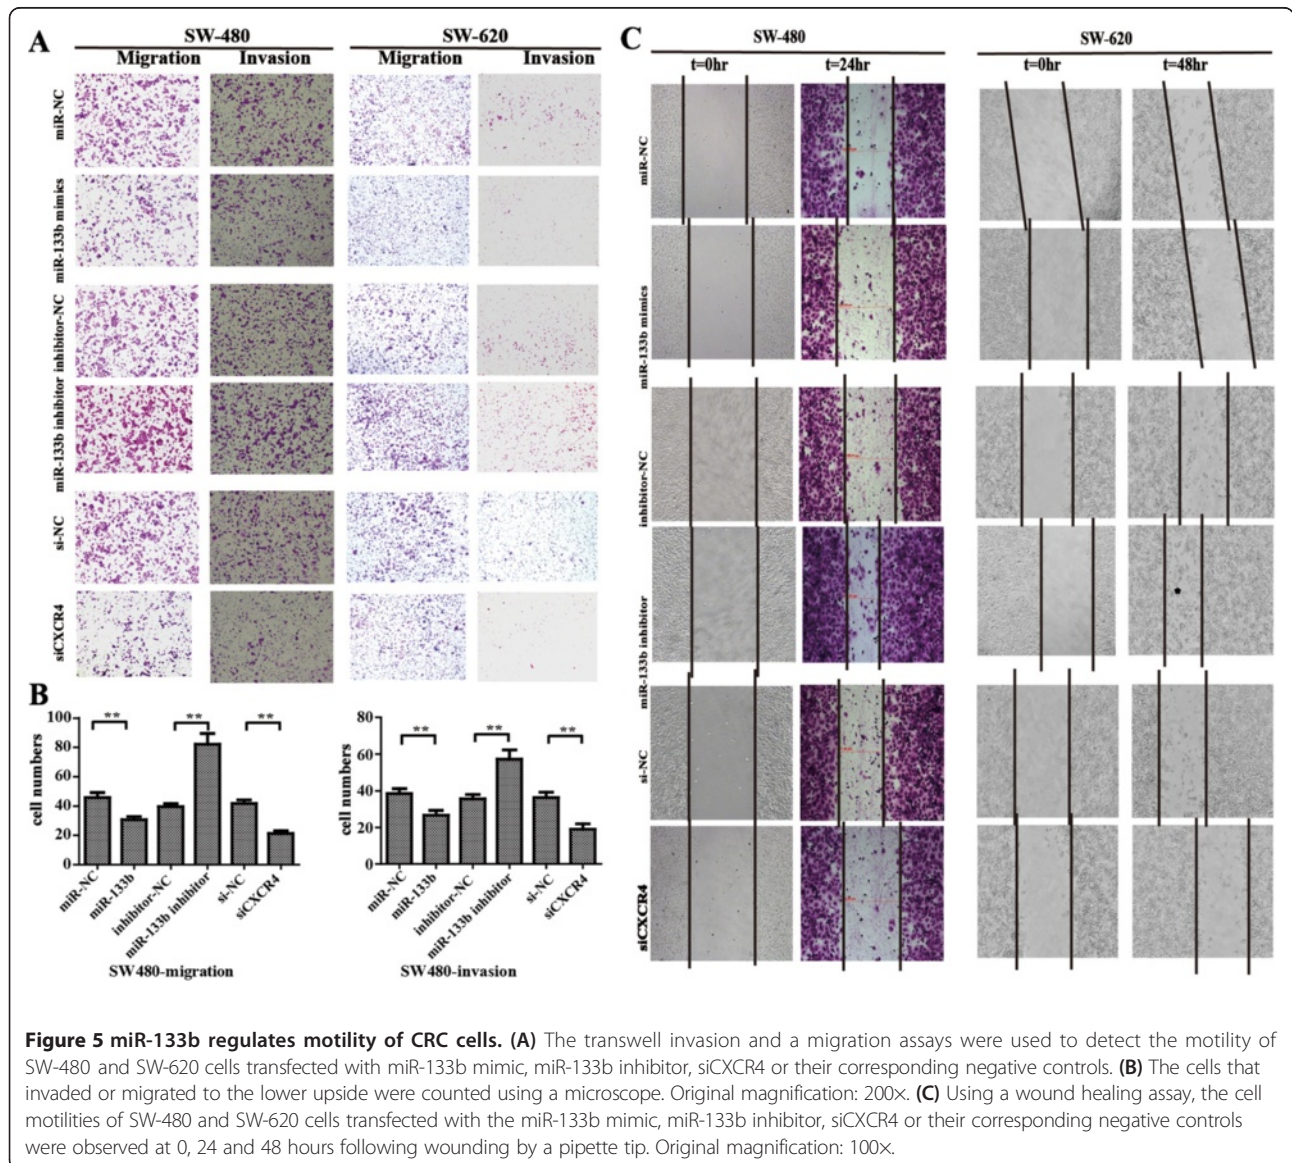 A
SW-480
SW-620
Migration
Invasion
Migration
Invasion
miR-NC
miR-133b mimics
inhibitor-NC
miR-133b inhibitor
si-NC
siCXCR4
B
cell numbers
100
80
60
40
20
0
**
**
**
miR-NC
miR-133b
inhibitor-NC
miR-133b inhibitor
si-NC
siCXCR4
SW480-migration
cell numbers
80
60
40
20
0
**
**
**
miR-NC
miR-133b
inhibitor-NC
miR-133b inhibitor
si-NC
siCXCR4
SW480-invasion
C
SW-480
SW-620
t=0hr
t=24hr
t=0hr
t=48hr
miR-NC
miR-133b mimics
inhibitor-NC
miR-133b inhibitor
si-NC
siCXCR4
Figure 5 miR-133b regulates motility of CRC cells. (A) The transwell invasion and a migration assays were used to detect the motility of
SW-480 and SW-620 cells transfected with miR-133b mimic, miR-133b inhibitor, siCXCR4 or their corresponding negative controls. (B) The cells that
invaded or migrated to the lower upside were counted using a microscope. Original magnification: 200×. (C) Using a wound healing assay, the cell
motilities of SW-480 and SW-620 cells transfected with the miR-133b mimic, miR-133b inhibitor, siCXCR4 or their corresponding negative controls
were observed at 0, 24 and 48 hours following wounding by a pipette tip. Original magnification: 100×.